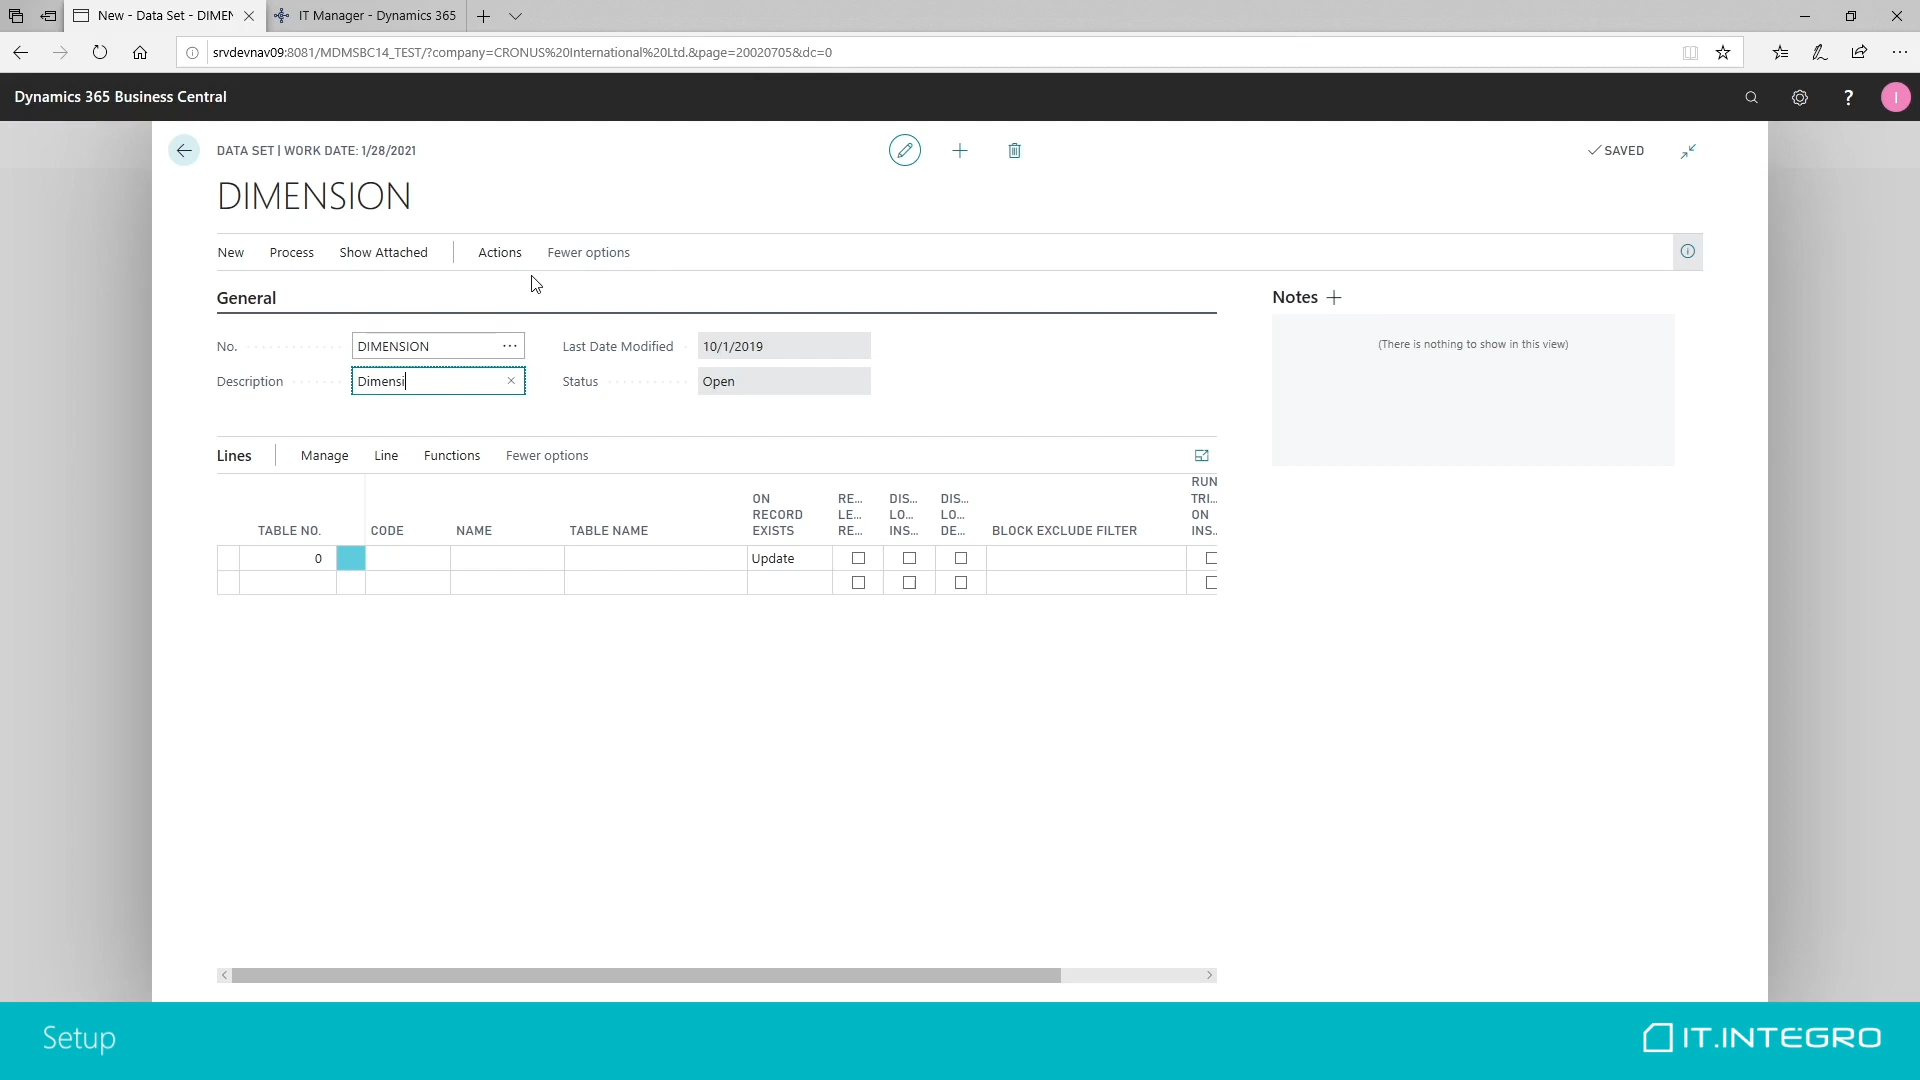 New - Data Set - DIMEN
IT Manager - Dynamics 365
srvdevnav09:8081/MDMSBC14_TEST/?company=CRONUS%20International%20Ltd.&page=20020705&dc=0
Dynamics 365 Business Central
?
I
DATA SET | WORK DATE: 1/28/2021
SAVED
DIMENSION
New Process Show Attached Actions Fewer options
General
Notes
No. DIMENSION ... Last Date Modified 10/1/2019
(There is nothing to show in this view)
Description Dimensi Status Open
Lines Manage Line Functions Fewer options
TABLE NO. CODE NAME TABLE NAME ON RECORD EXISTS RE... LE... RE... DIS... LO... INS... DIS... LO... DE... BLOCK EXCLUDE FILTER RUN TRI... ON INS...
0 Update
Setup
IT.INTEGRO